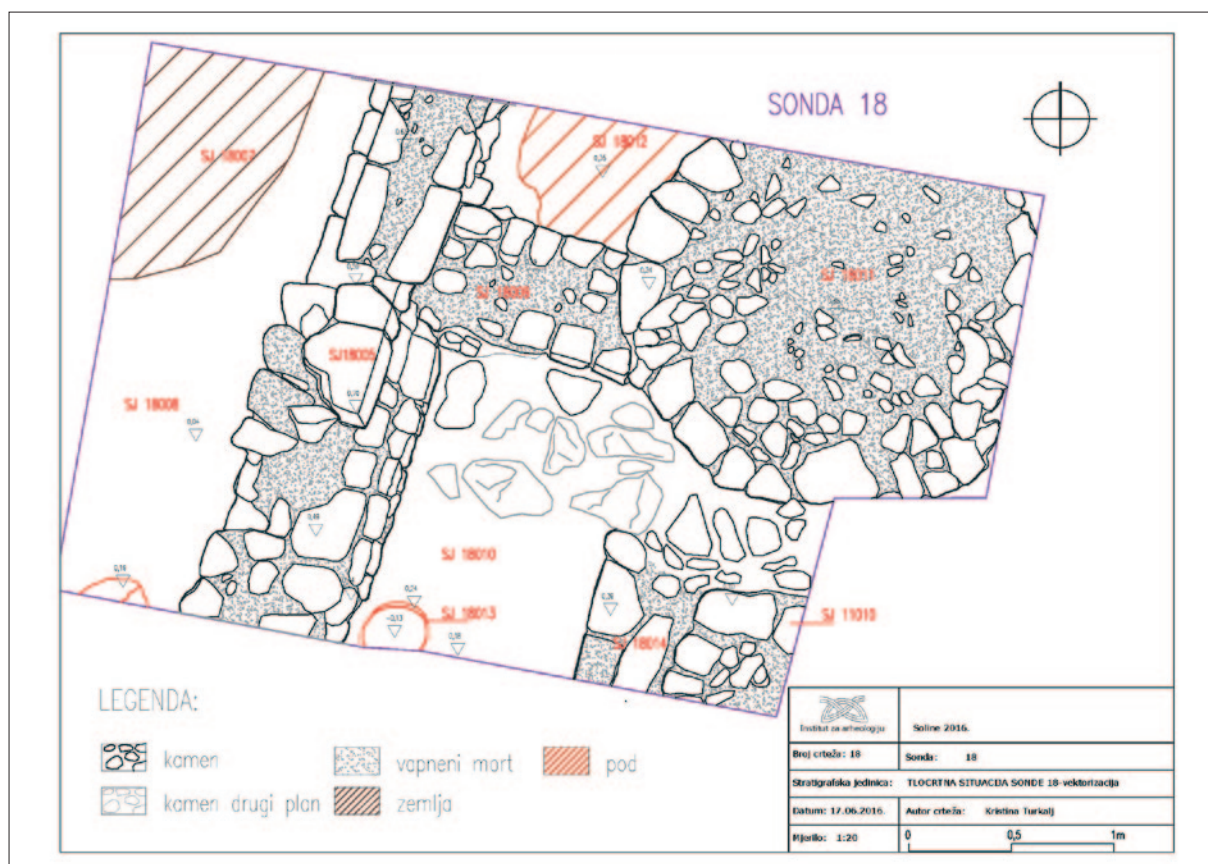 SONDA 18
SJ 18007
SJ 18012
SJ 18011
SJ 18005
SJ 18008
0,04
SJ 18010
SJ 18013
SJ 18014
SJ 11010
LEGENDA:
kamen
vapneni mort
pod
kamen drugi plan
zemlja
Institut za arheologiju
Soline 2016.
Broj crteža: 18
Sonda: 18
Stratigrafska jedinica:
TLOCRTNA SITUACIJA SONDE 18-vektorizacija
Datum: 17.06.2016.
Autor crteža: Kristina Turkalj
Mjerilo: 1:20
0 0,5 1m